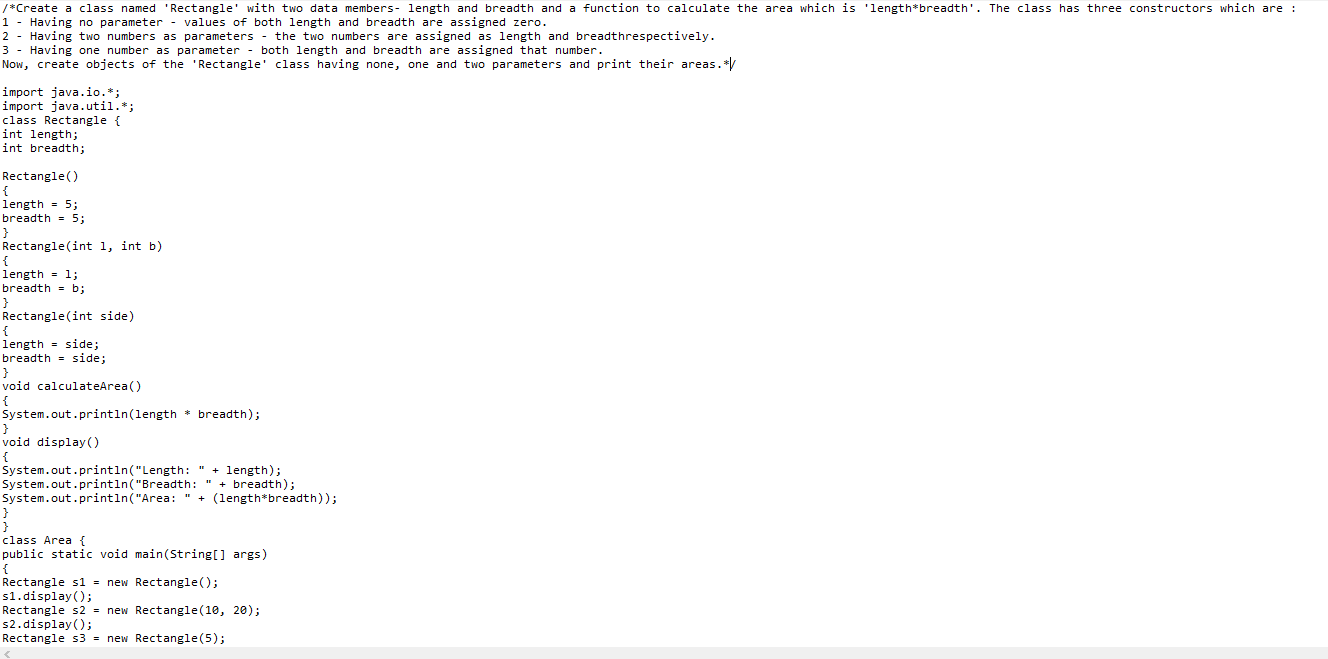 /*Create a class named 'Rectangle' with two data members- length and breadth and a function to calculate the area which is 'length*breadth'. The class has three constructors which are :
1 - Having no parameter - values of both length and breadth are assigned zero.
2 - Having two numbers as parameters - the two numbers are assigned as length and breadthrespectively.
3 - Having one number as parameter - both length and breadth are assigned that number.
Now, create objects of the 'Rectangle' class having none, one and two parameters and print their areas.*/

import java.io.*;
import java.util.*;
class Rectangle {
int length;
int breadth;

Rectangle()
{
length = 5;
breadth = 5;
}
Rectangle(int l, int b)
{
length = l;
breadth = b;
}
Rectangle(int side)
{
length = side;
breadth = side;
}
void calculateArea()
{
System.out.println(length * breadth);
}
void display()
{
System.out.println("Length: " + length);
System.out.println("Breadth: " + breadth);
System.out.println("Area: " + (length*breadth));
}
}
class Area {
public static void main(String[] args)
{
Rectangle s1 = new Rectangle();
s1.display();
Rectangle s2 = new Rectangle(10, 20);
s2.display();
Rectangle s3 = new Rectangle(5);